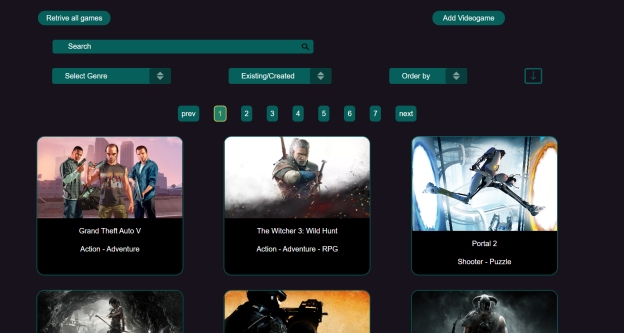 Retrive all games
Add Videogame
Search
Select Genre
Existing/Created
Order by
prev 1 2 3 4 5 6 7 next
Grand Theft Auto V
Action - Adventure
The Witcher 3: Wild Hunt
Action - Adventure - RPG
Portal 2
Shooter - Puzzle